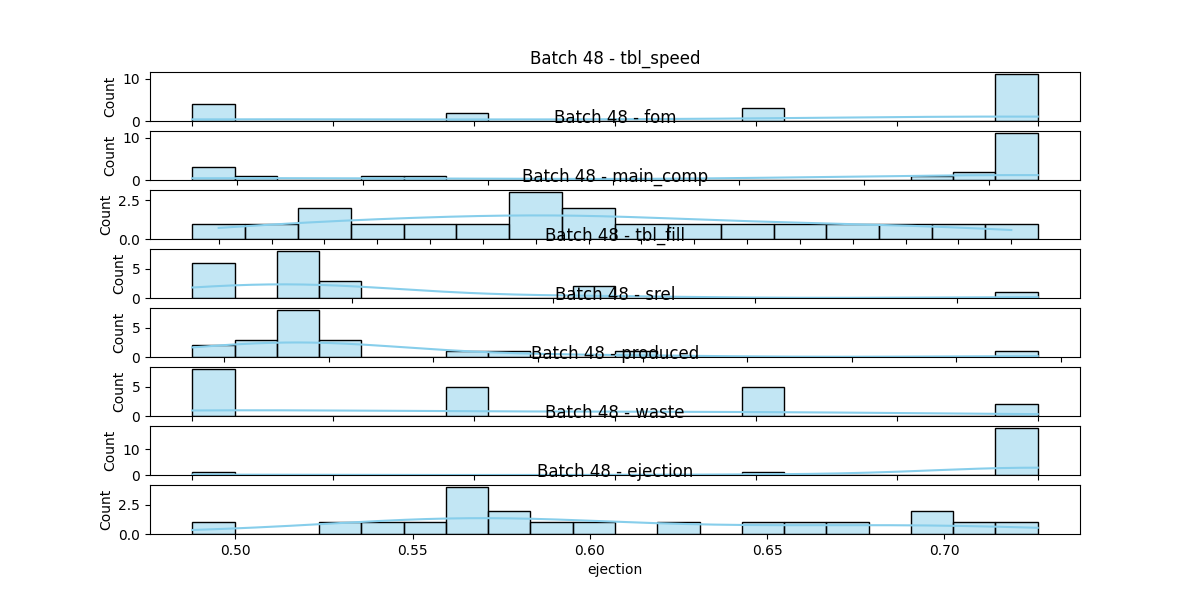 Batch 48 - tbl_speed
10
0
Count
Batch 48 - fom
10
0
Count
Batch 48 - main_comp
2.5
0.0
Count
Batch 48 - tbl_fill
5
0
Count
Batch 48 - srel
5
0
Count
Batch 48 - produced
5
0
Count
Batch 48 - waste
10
0
Count
Batch 48 - ejection
2.5
0.0
Count
0.50 0.55 0.60 0.65 0.70
ejection